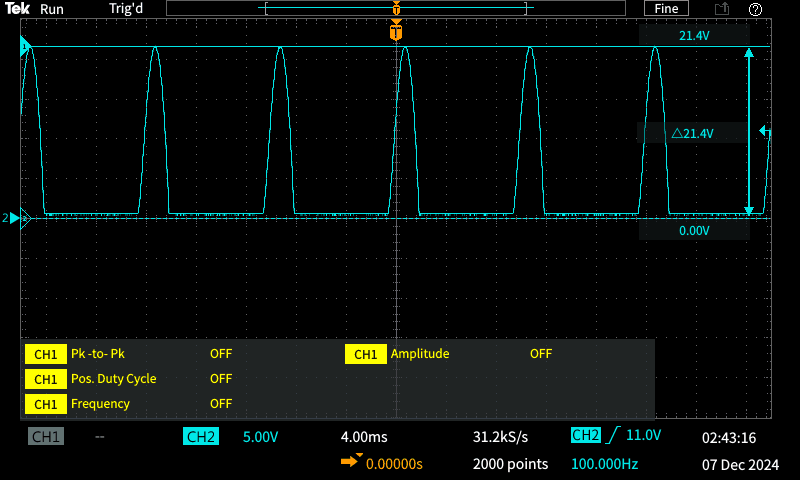 Tek Run Trig'd T Fine ?
T
1 21.4V
△21.4V
2 2 0.00V
CH1 Pk -to- Pk OFF CH1 Amplitude OFF
CH1 Pos. Duty Cycle OFF
CH1 Frequency OFF
CH1 -- CH2 5.00V 4.00ms 31.2kS/s CH2 11.0V 02:43:16
0.00000s 2000 points 100.000Hz 07 Dec 2024